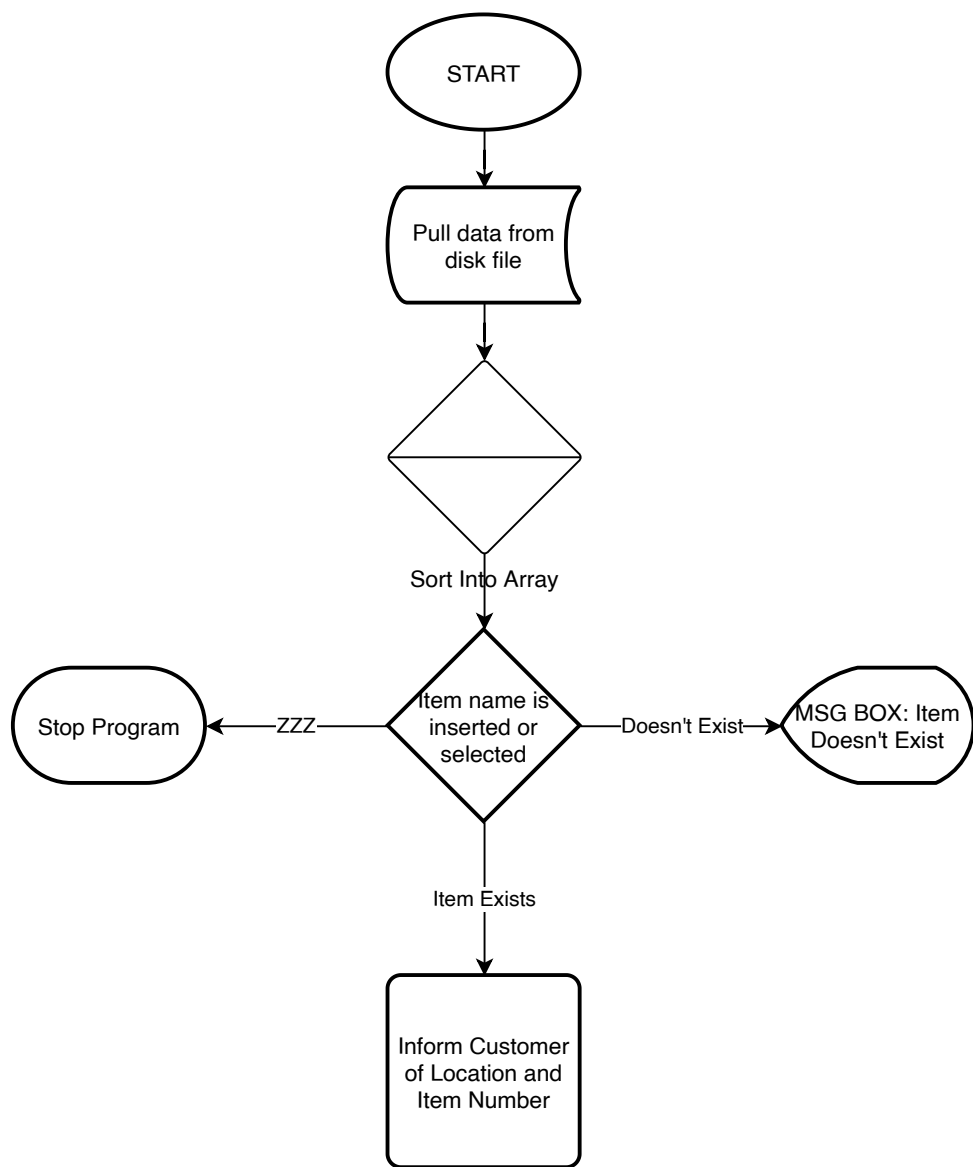 START
Pull data from
disk file
Sort Into Array
Item name is
inserted or
selected
Stop Program
ZZZ
Doesn't Exist
MSG BOX: Item
Doesn't Exist
Item Exists
Inform Customer
of Location and
Item Number